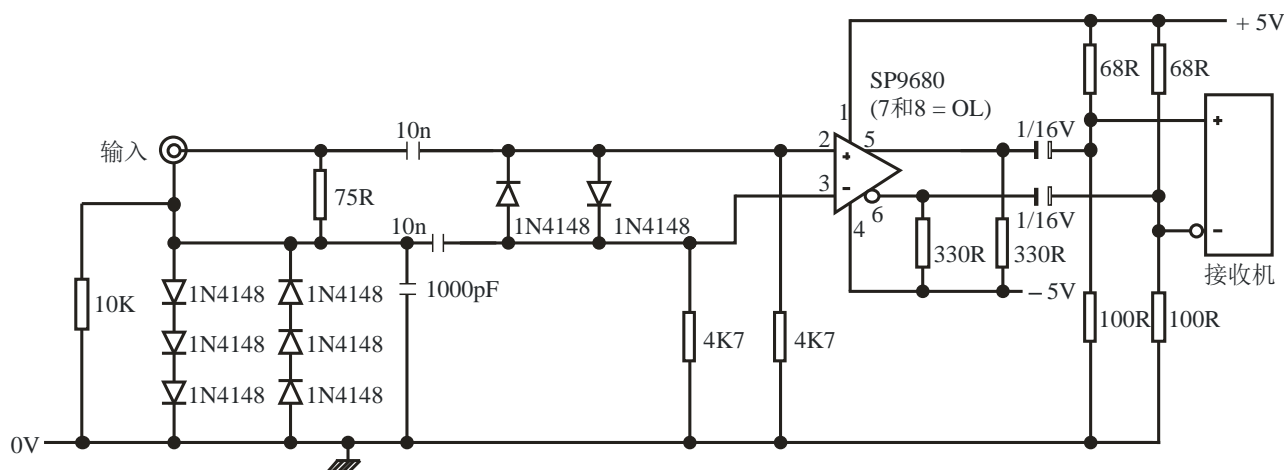 + 5V
68R
68R
SP9680
(7和8 = OL)
1
1/16V
+
输入
10n
2
5
+
3
-
6
4
1/16V
-
75R
1N4148
1N4148
10n
330R
330R
接收机
10K
1N4148
1N4148
1000pF
– 5V
100R
100R
1N4148
1N4148
4K7
4K7
1N4148
1N4148
0V